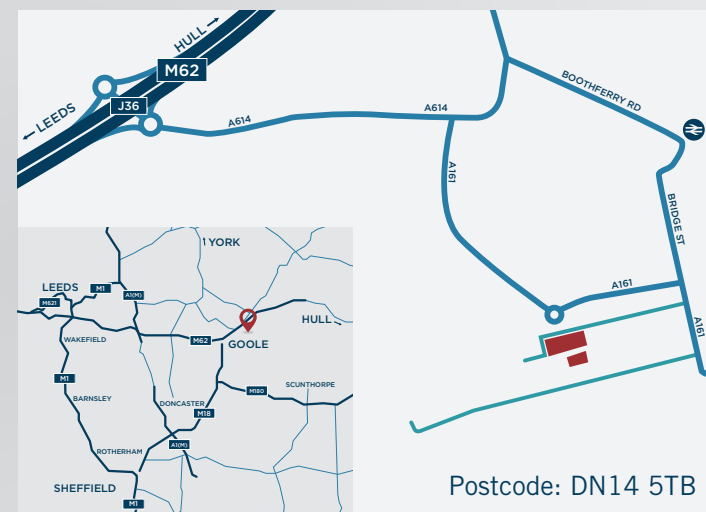 HULL
M62
J36
LEEDS
A614
A614
A161
BOOTHFERRY RD
BRIDGE ST
A161
A161
YORK
LEEDS
M1
A1(M)
M621
HULL
WAKEFIELD
M62
GOOLE
M1
BARNSLEY
DONCASTER
M180
SCUNTHORPE
M18
A1(M)
ROTHERHAM
SHEFFIELD
M1
Postcode: DN14 5TB